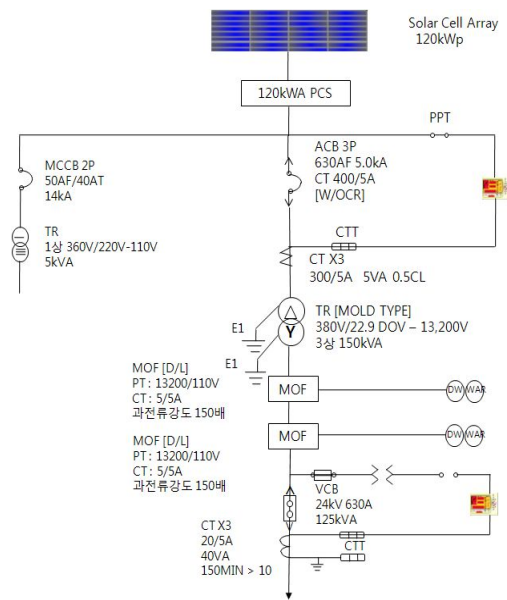 Solar Cell Array
120kWp
120kWA PCS
PPT
MCCB 2P
50AF/40AT
14kA
ACB 3P
630AF 5.0kA
CT 400/5A
[W/OCR]
TR
1상 360V/220V-110V
5kVA
CTT
CT X3
300/5A 5VA 0.5CL
TR [MOLD TYPE]
380V/22.9 DOV – 13,200V
3상 150kVA
E1
Y
E1
MOF [D/L]
PT : 13200/110V
CT : 5/5A
과전류강도 150배
MOF
DW WAR
MOF [D/L]
PT : 13200/110V
CT : 5/5A
과전류강도 150배
MOF
DW WAR
VCB
24kV 630A
125kVA
CT X3
20/5A
40VA
150MIN > 10
CTT